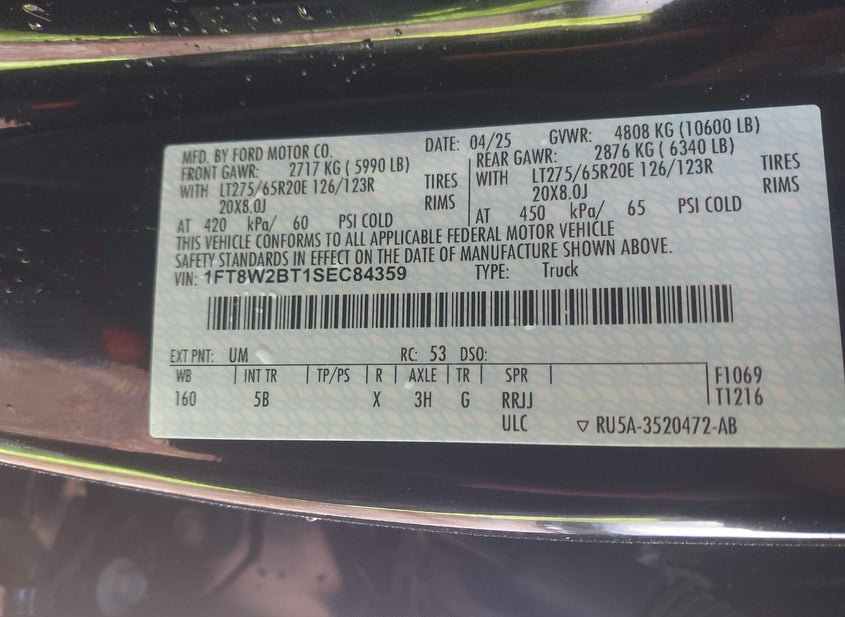 MFD. BY FORD MOTOR CO.
DATE: 04/25
GVWR: 4808 KG (10600 LB)
FRONT GAWR: 2717 KG ( 5990 LB)
REAR GAWR: 2876 KG ( 6340 LB)
WITH LT275/65R20E 126/123R TIRES
WITH LT275/65R20E 126/123R TIRES
20X8.0J RIMS
20X8.0J RIMS
AT 420 kPa/ 60 PSI COLD
AT 450 kPa/ 65 PSI COLD
THIS VEHICLE CONFORMS TO ALL APPLICABLE FEDERAL MOTOR VEHICLE
SAFETY STANDARDS IN EFFECT ON THE DATE OF MANUFACTURE SHOWN ABOVE.
VIN: 1FT8W2BT1SEC84359 TYPE: Truck
EXT PNT: UM RC: 53 DSO:
WB | INT TR | TP/PS | R | AXLE | TR | SPR | F1069
160 5B X 3H G RRJJ T1216
ULC ▽ RU5A-3520472-AB